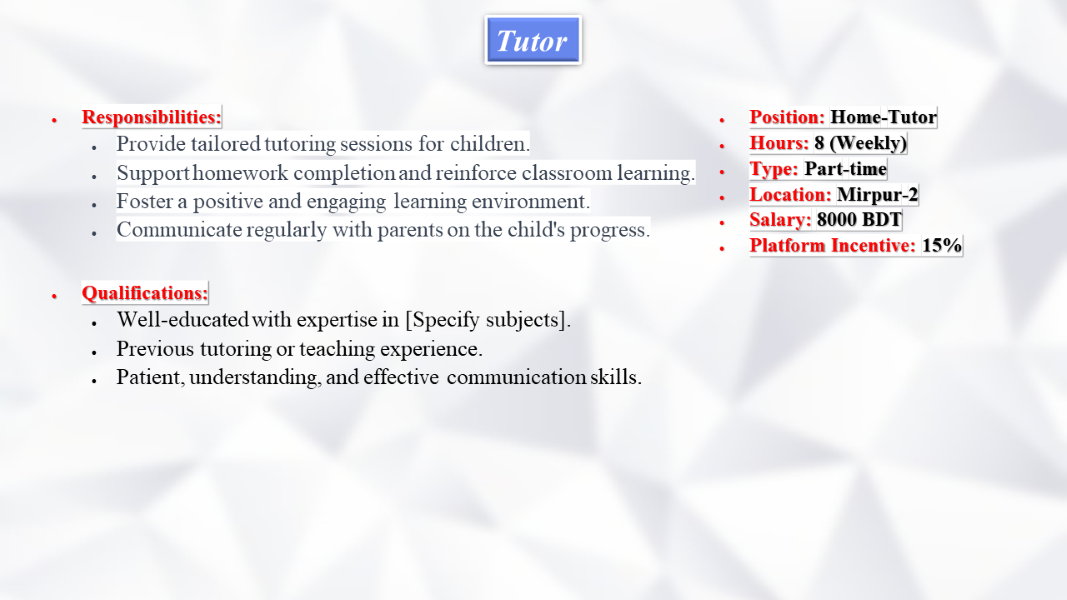 Tutor
Responsibilities:
Provide tailored tutoring sessions for children.
Support homework completion and reinforce classroom learning.
Foster a positive and engaging learning environment.
Communicate regularly with parents on the child's progress.
Qualifications:
Well-educated with expertise in [Specify subjects].
Previous tutoring or teaching experience.
Patient, understanding, and effective communication skills.
Position: Home-Tutor
Hours: 8 (Weekly)
Type: Part-time
Location: Mirpur-2
Salary: 8000 BDT
Platform Incentive: 15%